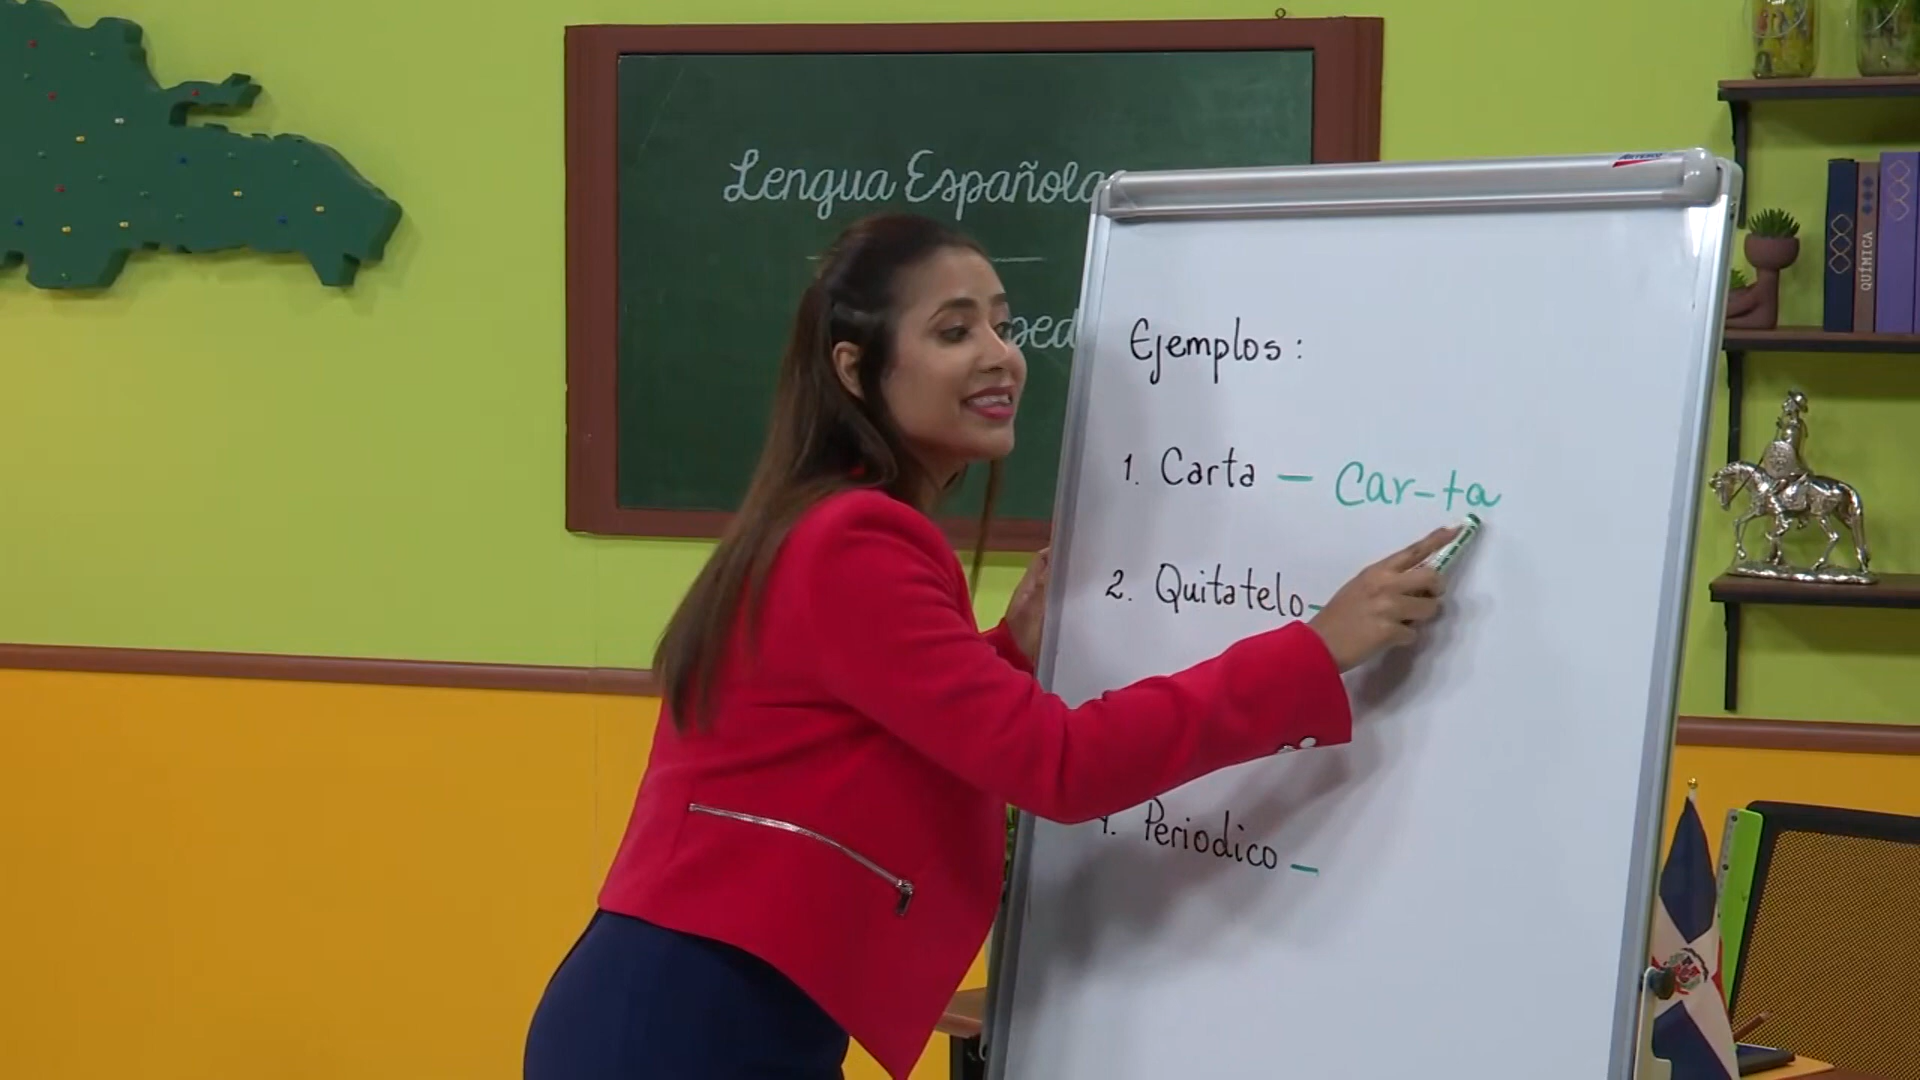 Lengua Española
Ejemplos:
1. Carta – Car-ta
2. Quitatelo-
4. Periodico –
QUÍMICA